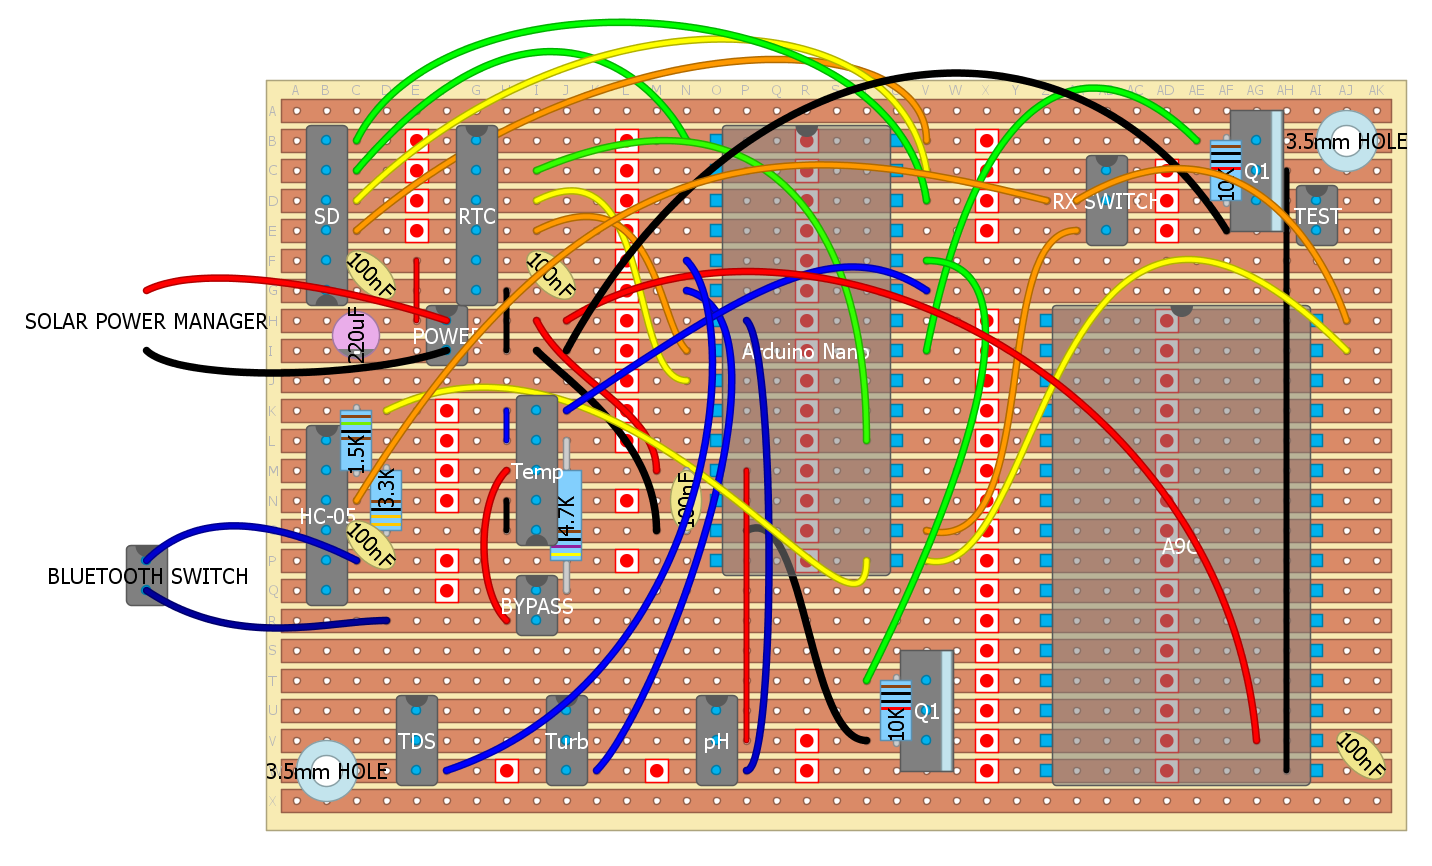 A B C D E G I J L M N O P Q R S V W X Y AC AD AE AF AG AH AI AJ AK
A
B
C
D
E
F
G
H
I
J
K
L
M
N
P
Q
R
S
T
U
V
X
3.5mm HOLE
Q1
10K
RX SWITCH
TEST
SD
RTC
100nF
100nF
SOLAR POWER MANAGER
220uF
POWER
Arduino Nano
1.5K
3.3K
Temp
4.7K
100nF
HC-05
100nF
A9G
BLUETOOTH SWITCH
BYPASS
TDS
Turb
pH
10K
Q1
3.5mm HOLE
100nF